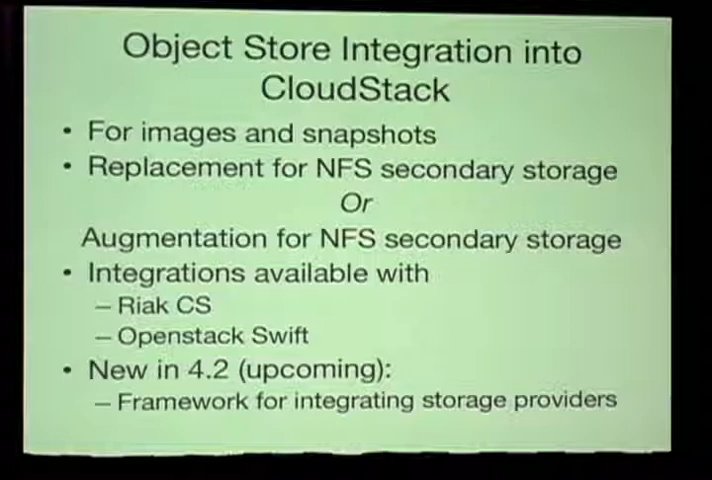 Object Store Integration into
CloudStack
• For images and snapshots
• Replacement for NFS secondary storage
Or
Augmentation for NFS secondary storage
• Integrations available with
– Riak CS
– Openstack Swift
• New in 4.2 (upcoming):
– Framework for integrating storage providers